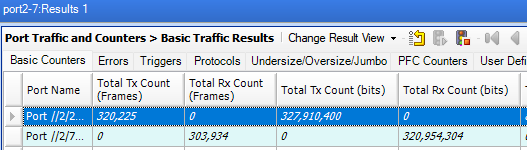 port2-7:Results 1
Port Traffic and Counters > Basic Traffic Results Change Result View
Basic Counters Errors Triggers Protocols Undersize/Oversize/Jumbo PFC Counters User Defi
Port Name Total Tx Count (Frames) Total Rx Count (Frames) Total Tx Count (bits) Total Rx Count (bits)
Port //2/2... 320,225 0 327,910,400 0
Port //2/7... 0 303,934 0 320,954,304